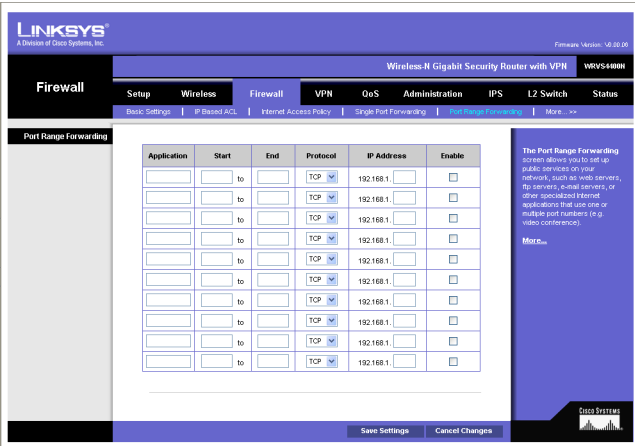 LINKSYS®
A Division of Cisco Systems, Inc.
Firmware Version: V0.00.06
Wireless-N Gigabit Security Router with VPN WRVS4400N
Firewall
Setup Wireless Firewall VPN QoS Administration IPS L2 Switch Status
Basic Settings | IP Based ACL | Internet Access Policy | Single Port Forwarding | Port Range Forwarding | More... >>
Port Range Forwarding
Application Start End Protocol IP Address Enable
to TCP 192.168.1.
to TCP 192.168.1.
to TCP 192.168.1.
to TCP 192.168.1.
to TCP 192.168.1.
to TCP 192.168.1.
to TCP 192.168.1.
to TCP 192.168.1.
to TCP 192.168.1.
to TCP 192.168.1.
The Port Range Forwarding
screen allows you to set up
public services on your
network, such as web servers,
ftp servers, e-mail servers, or
other specialized Internet
applications that use one or
multiple port numbers (e.g.
video conference).
More...
Save Settings Cancel Changes
CISCO SYSTEMS